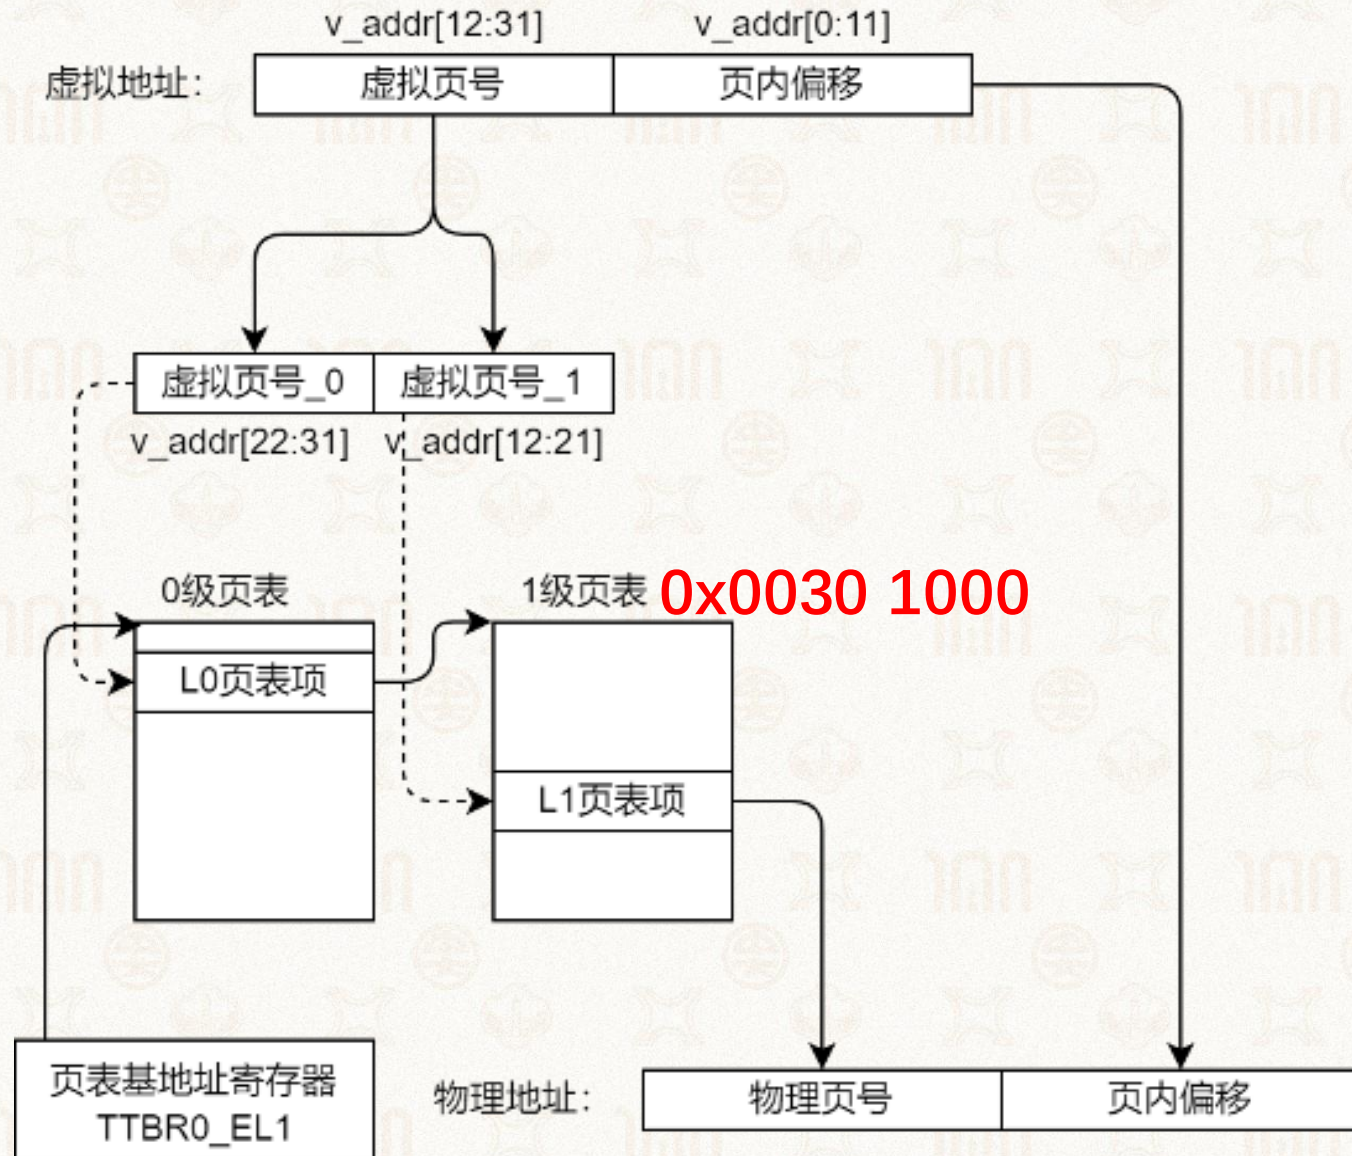 v_addr[12:31] v_addr[0:11]
虚拟地址: 虚拟页号 页内偏移
虚拟页号_0 虚拟页号_1
v_addr[22:31] v_addr[12:21]
0级页表 1级页表 0x0030 1000
L0页表项
L1页表项
页表基地址寄存器
TTBR0_EL1
物理地址: 物理页号 页内偏移